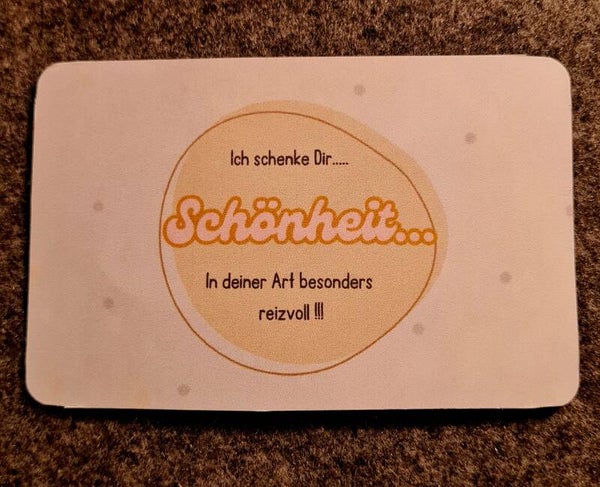 Ich schenke Dir.....
Schönheit...
In deiner Art besonders
reizvoll !!!